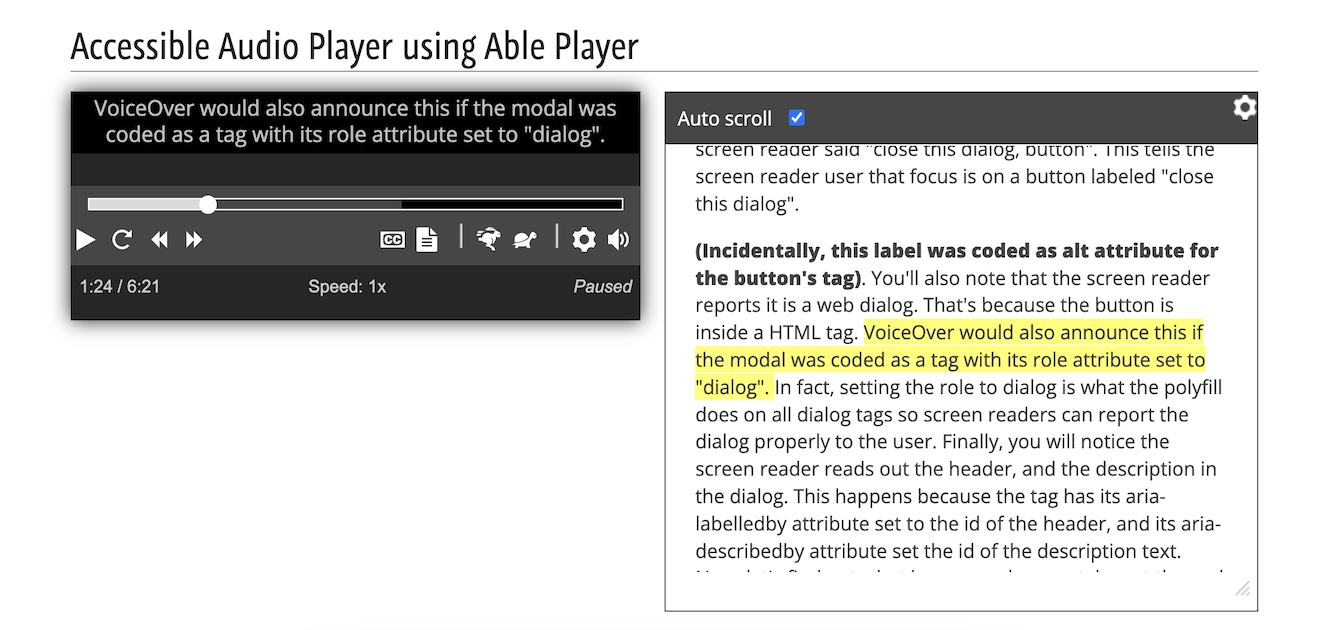 Accessible Audio Player using Able Player
VoiceOver would also announce this if the modal was
coded as a tag with its role attribute set to "dialog".
CC
1:24 / 6:21
Speed: 1x
Paused
Auto scroll
screen reader said "close this dialog, button". This tells the
screen reader user that focus is on a button labeled "close
this dialog".
(Incidentally, this label was coded as alt attribute for
the button's tag). You'll also note that the screen reader
reports it is a web dialog. That's because the button is
inside a HTML tag. VoiceOver would also announce this if
the modal was coded as a tag with its role attribute set to
"dialog". In fact, setting the role to dialog is what the polyfill
does on all dialog tags so screen readers can report the
dialog properly to the user. Finally, you will notice the
screen reader reads out the header, and the description in
the dialog. This happens because the tag has its aria-
labelledby attribute set to the id of the header, and its aria-
describedby attribute set the id of the description text.